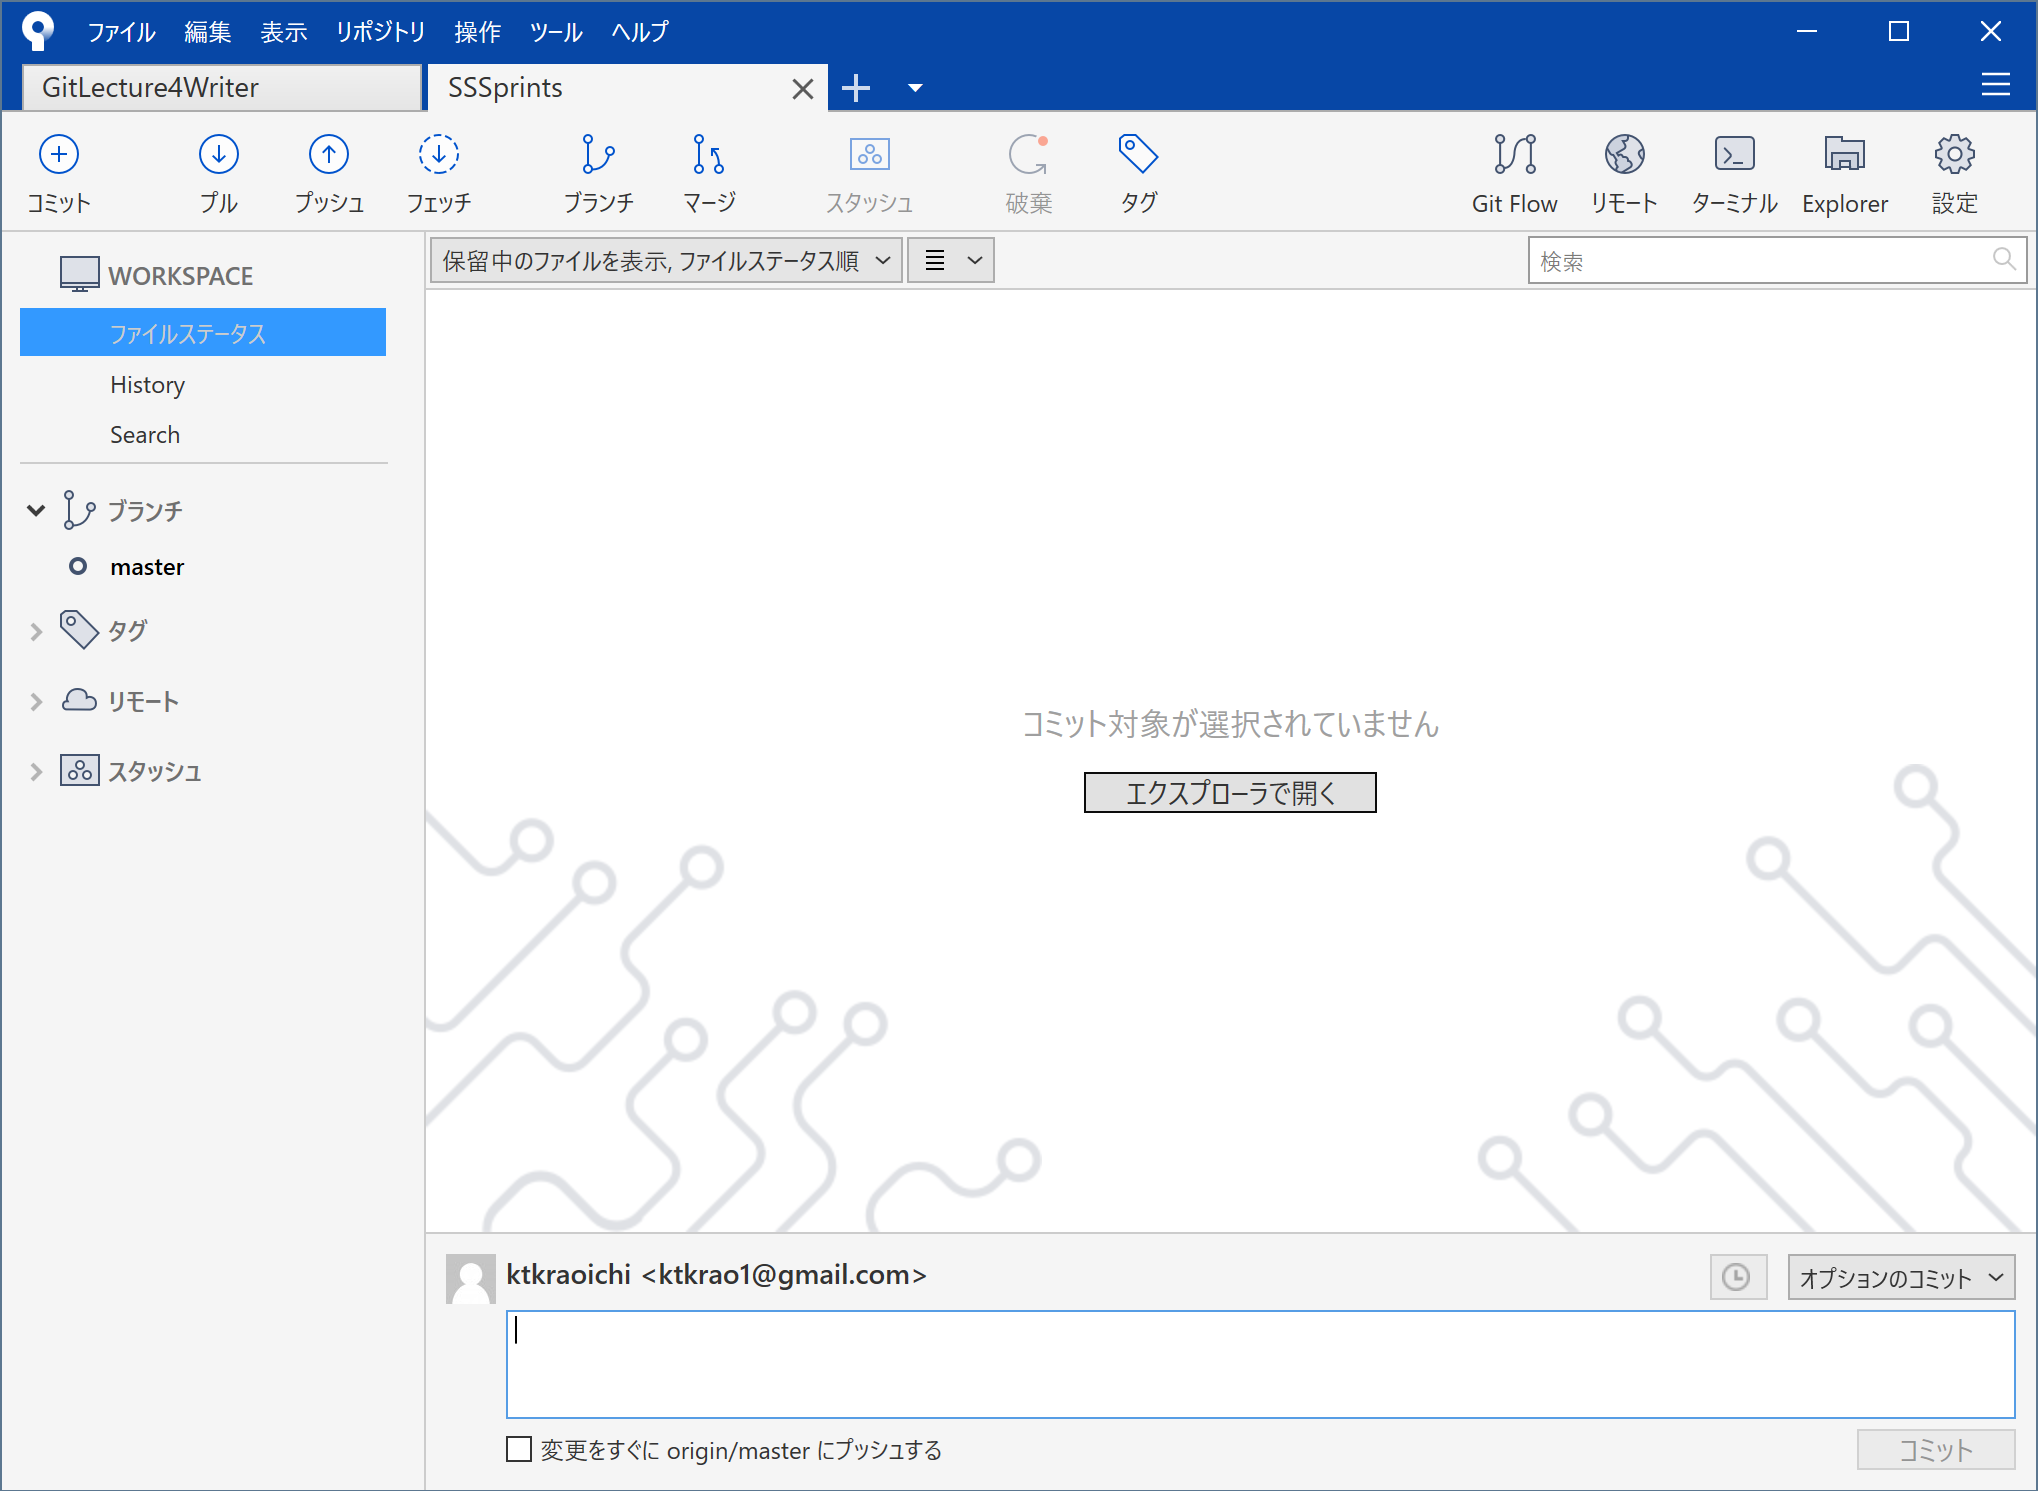 ファイル 編集 表示 リポジトリ 操作 ツール ヘルプ
GitLecture4Writer SSSprints
コミット プル プッシュ フェッチ ブランチ マージ スタッシュ 破棄 タグ Git Flow リモート ターミナル Explorer 設定
WORKSPACE
ファイルステータス
History
Search
ブランチ
master
タグ
リモート
スタッシュ
保留中のファイルを表示, ファイルステータス順 検索
コミット対象が選択されていません
エクスプローラで開く
ktkraoichi <ktkrao1@gmail.com> オプションのコミット
変更をすぐに origin/master にプッシュする コミット